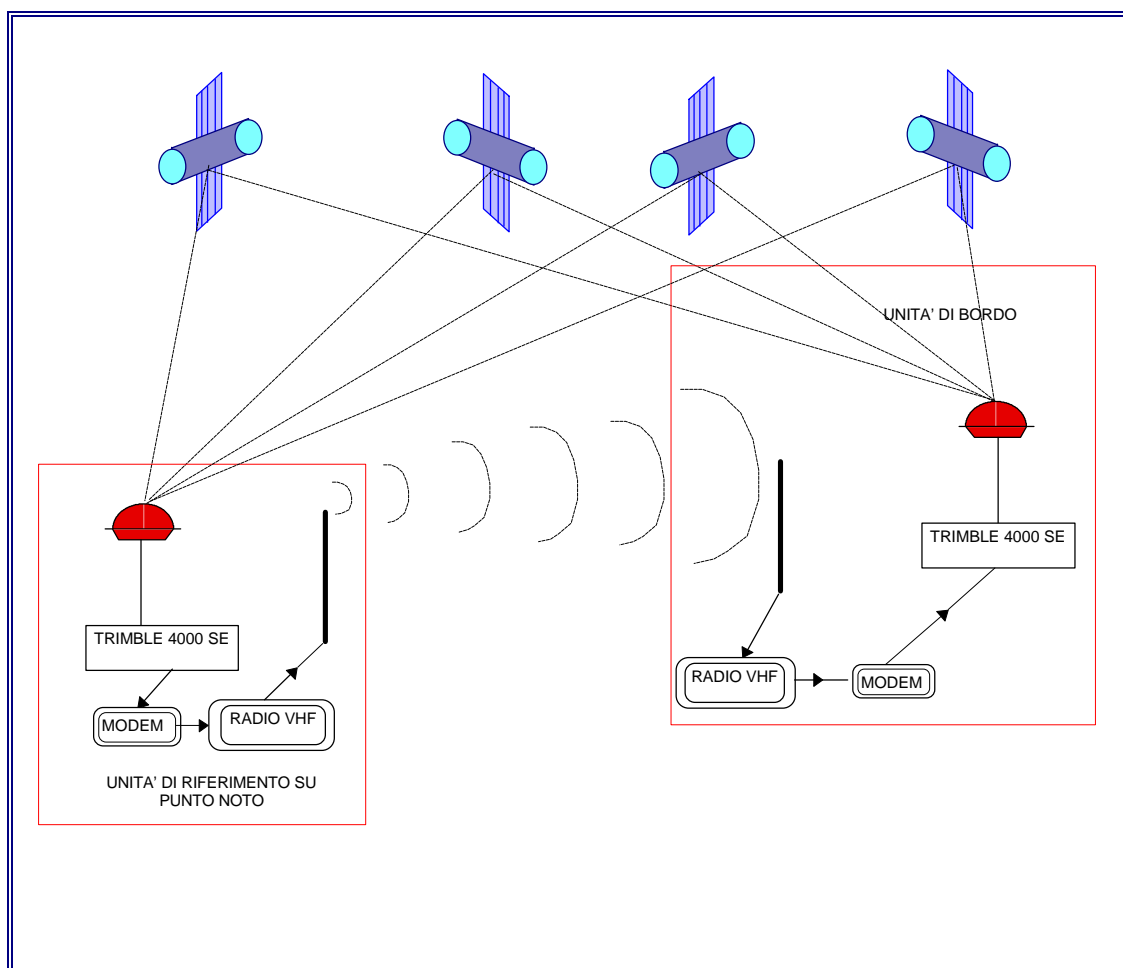 UNITA' DI BORDO
TRIMBLE 4000 SE
RADIO VHF
MODEM
TRIMBLE 4000 SE
MODEM
RADIO VHF
UNITA' DI RIFERIMENTO SU
PUNTO NOTO